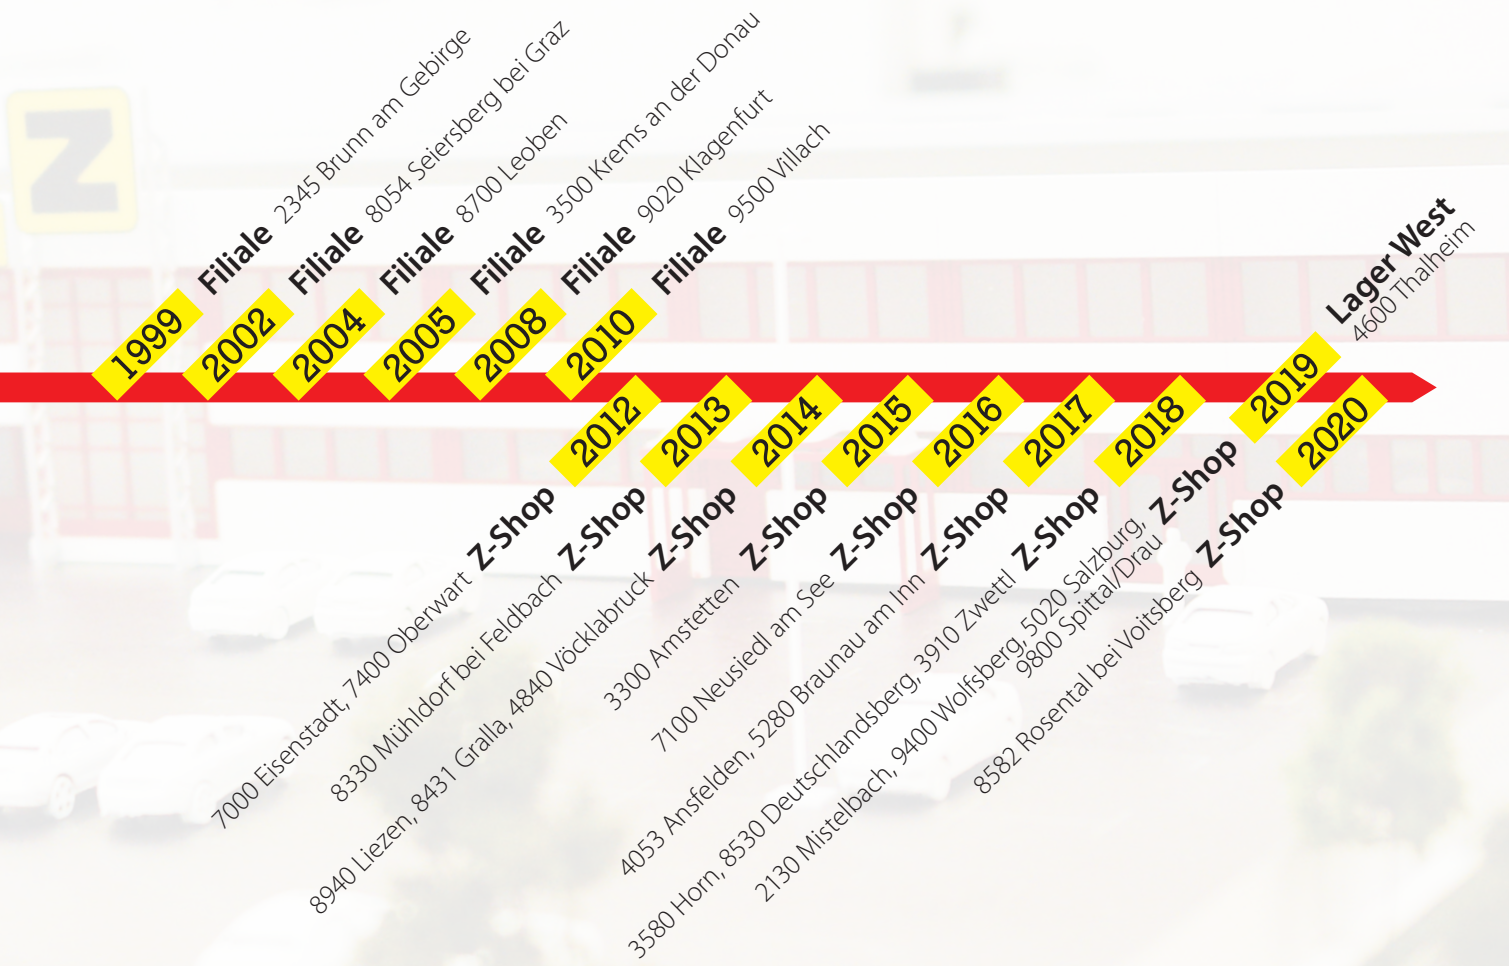 Z
1999 Filiale 2345 Brunn am Gebirge
2002 Filiale 8054 Seiersberg bei Graz
2004 Filiale 8700 Leoben
2005 Filiale 3500 Krems an der Donau
2008 Filiale 9020 Klagenfurt
2010 Filiale 9500 Villach
7000 Eisenstadt, 7400 Oberwart Z-Shop 2012
8330 Mühldorf bei Feldbach Z-Shop 2013
8940 Liezen, 8431 Gralla, 4840 Vöcklabruck Z-Shop 2014
3300 Amstetten Z-Shop 2015
7100 Neusiedl am See Z-Shop 2016
4053 Ansfelden, 5280 Braunau am Inn Z-Shop 2017
3580 Horn, 8530 Deutschlandsberg, 3910 Zwettl Z-Shop 2018
2130 Mistelbach, 9400 Wolfsberg, 5020 Salzburg,
9800 Spittal/Drau
Z-Shop 2019 Lager West
4600 Thalheim
8582 Rosental bei Voitsberg Z-Shop 2020